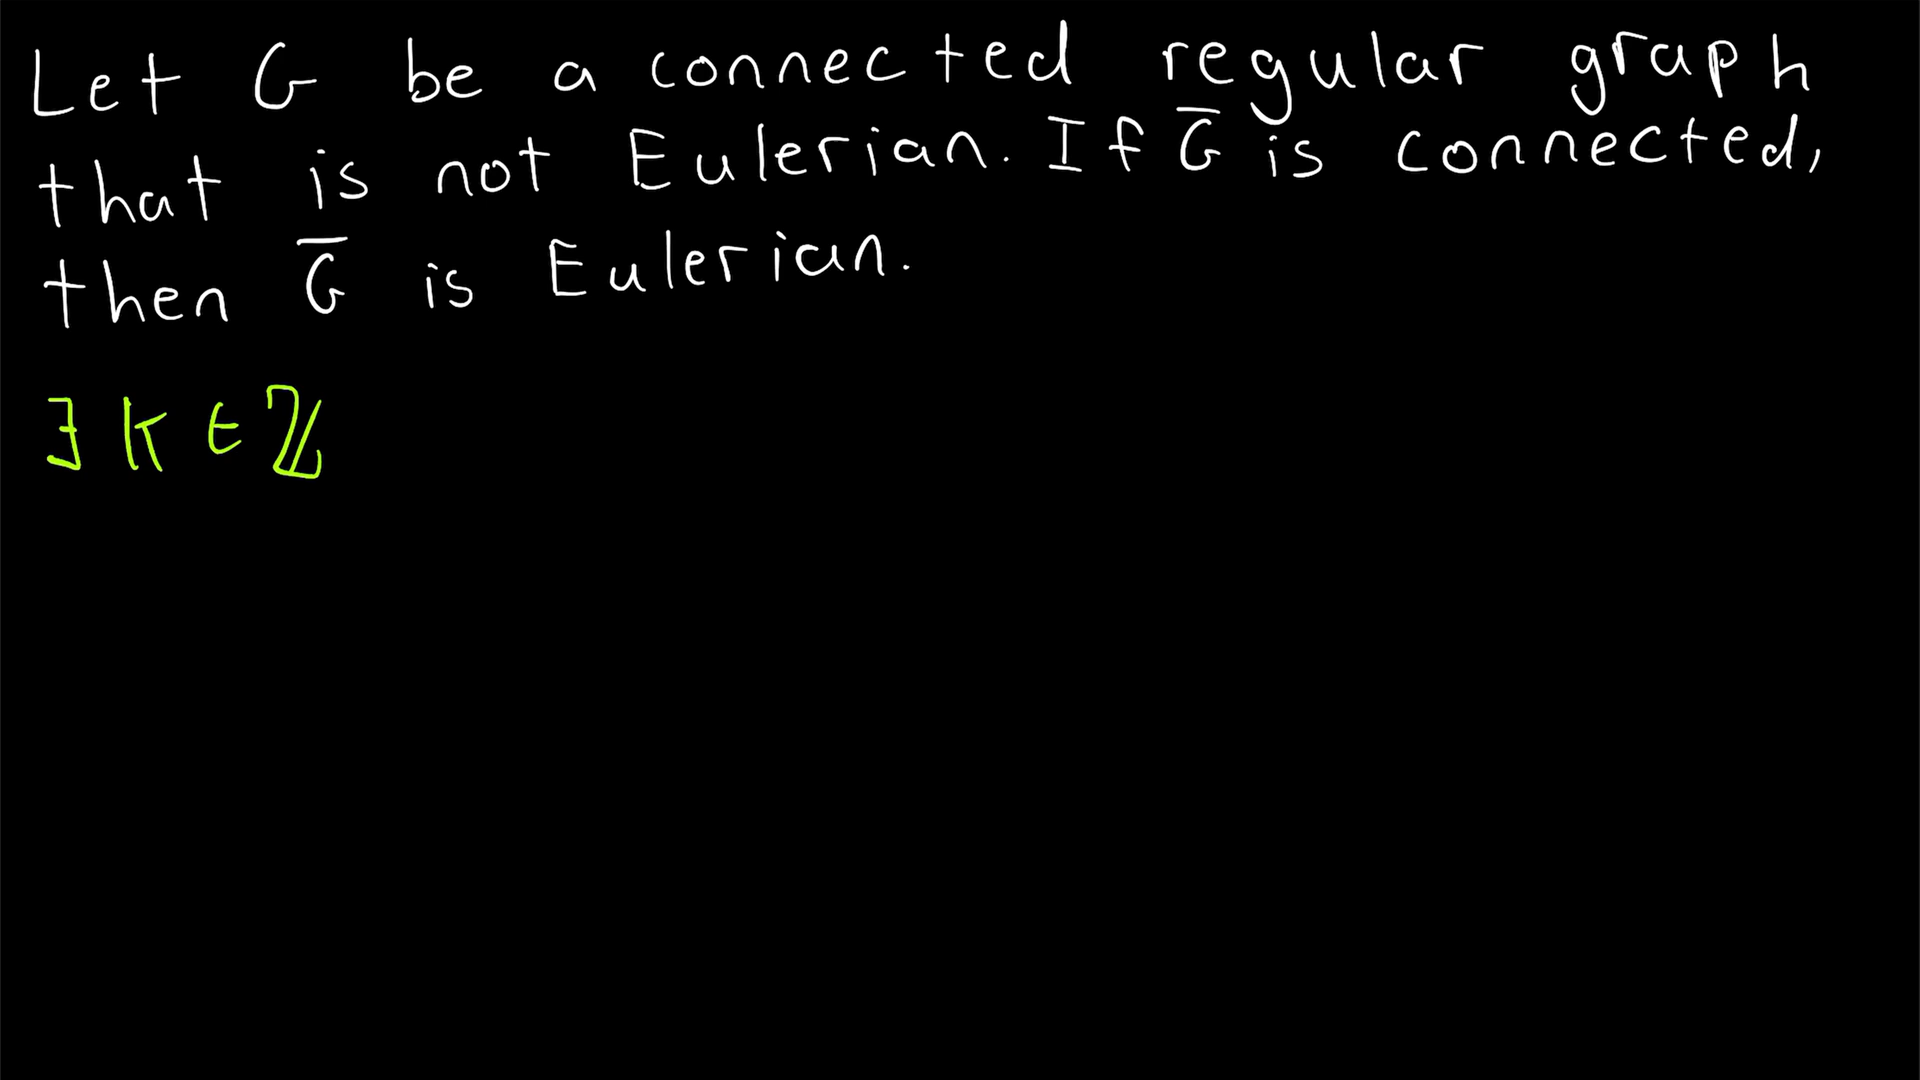 Let G be a connected regular graph
that is not Eulerian. If G̅ is connected,
then G̅ is Eulerian.
∃ k ∈ ℤ